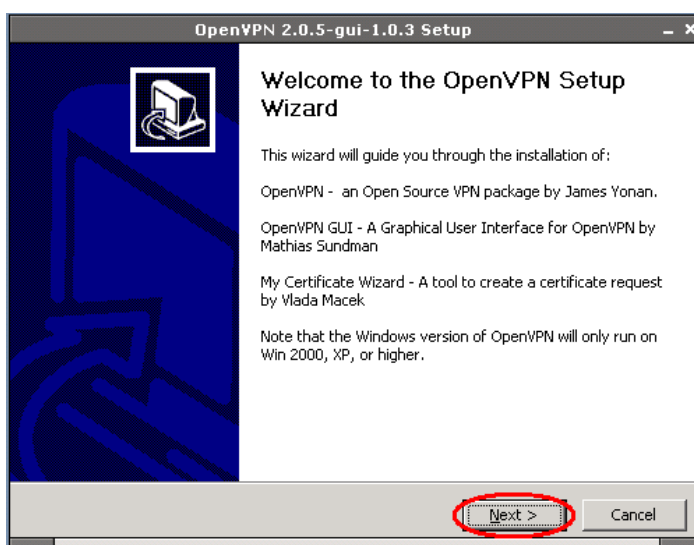 OpenVPN 2.0.5-gui-1.0.3 Setup
Welcome to the OpenVPN Setup
Wizard
This wizard will guide you through the installation of:
OpenVPN - an Open Source VPN package by James Yonan.
OpenVPN GUI - A Graphical User Interface for OpenVPN by
Mathias Sundman
My Certificate Wizard - A tool to create a certificate request
by Vlada Macek
Note that the Windows version of OpenVPN will only run on
Win 2000, XP, or higher.
Next >
Cancel